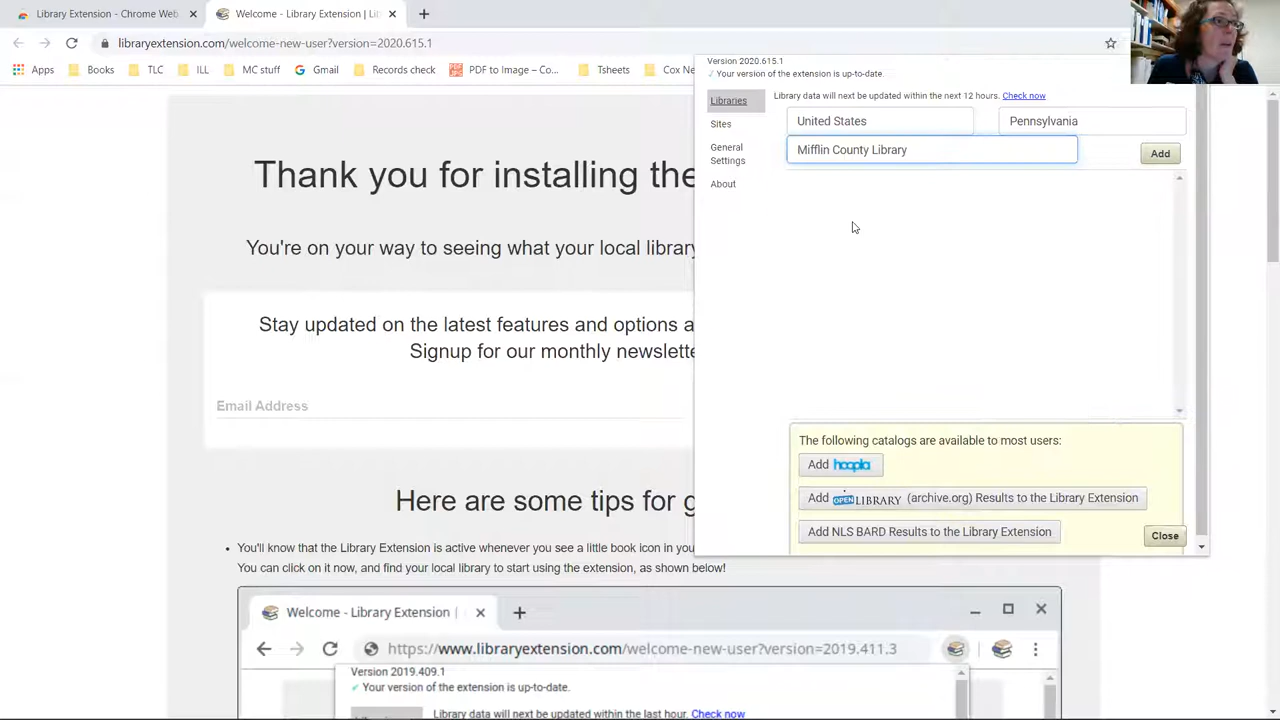 Library Extension - Chrome Web
Welcome - Library Extension | Li
libraryextension.com/welcome-new-user?version=2020.615.1
Apps
Books
TLC
ILL
MC stuff
Gmail
Records check
PDF to Image – Co...
Tsheets
Cox Ne
Version 2020.615.1
✓ Your version of the extension is up-to-date.
Libraries
Library data will next be updated within the next 12 hours. Check now
Sites
General
Settings
About
United States
Pennsylvania
Mifflin County Library
Add
The following catalogs are available to most users:
Add hoopla
Add OPEN LIBRARY (archive.org) Results to the Library Extension
Add NLS BARD Results to the Library Extension
Close
Thank you for installing the
You're on your way to seeing what your local library
Stay updated on the latest features and options a
Signup for our monthly newslette
Email Address
Here are some tips for g
• You'll know that the Library Extension is alive whenever you see a little book icon in you
You can click on it now, and find your local library to start using the extension, as shown below!
Welcome - Library Extension |
https://www.libraryextension.com/welcome-new-user?version=2019.411.3
Version 2019.409.1
✓ Your version of the extension is up-to-date.
Library data will next be updated within the last hour. Check now